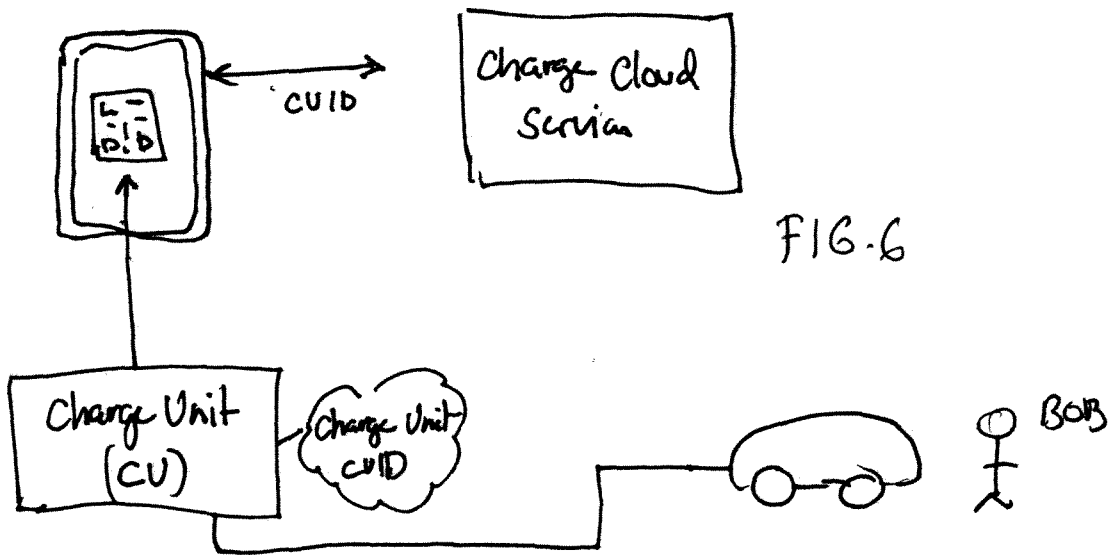 CUID
Charge Cloud
Service
FIG.6
Charge Unit
(CU)
Charge Unit
CUID
BOB